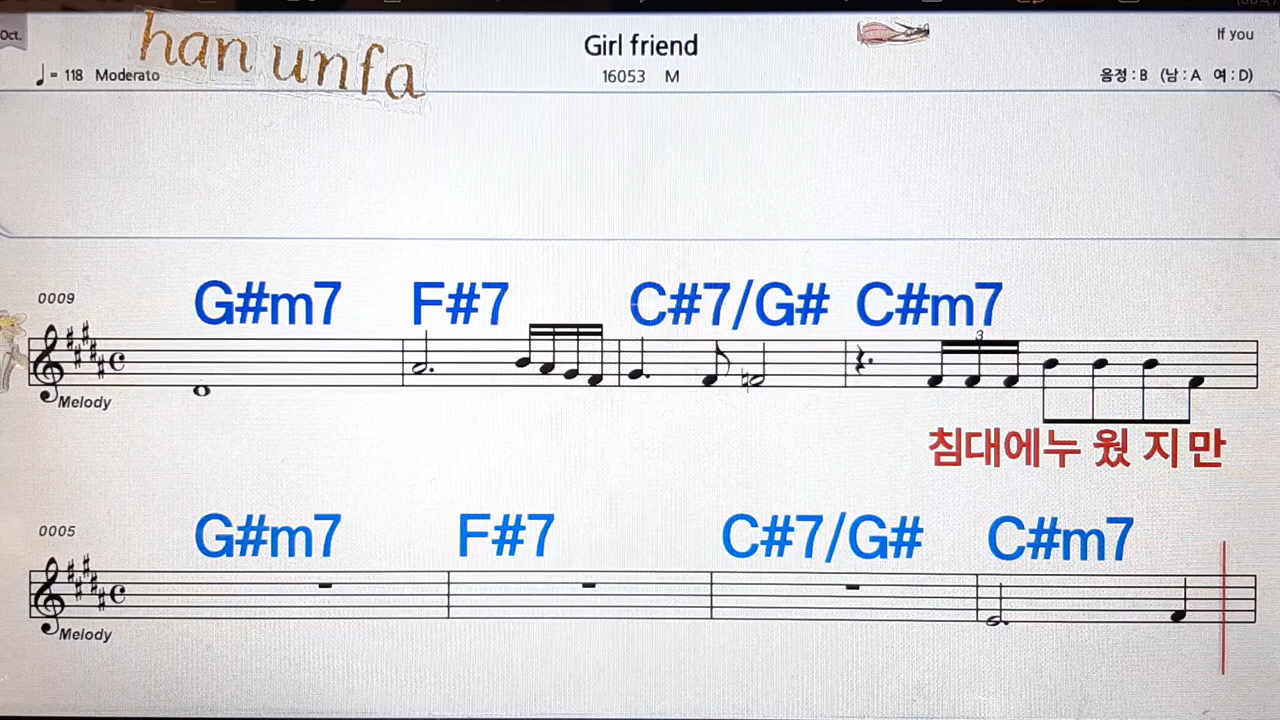 Oct.
han unfa
Girl friend
If you
♩= 118 Moderato
16053 M
음정 : B (남 : A 여 : D)
0009
G#m7 F#7 C#7/G# C#m7
3
Melody
침대에누 웠 지만
0005
G#m7 F#7 C#7/G# C#m7
Melody